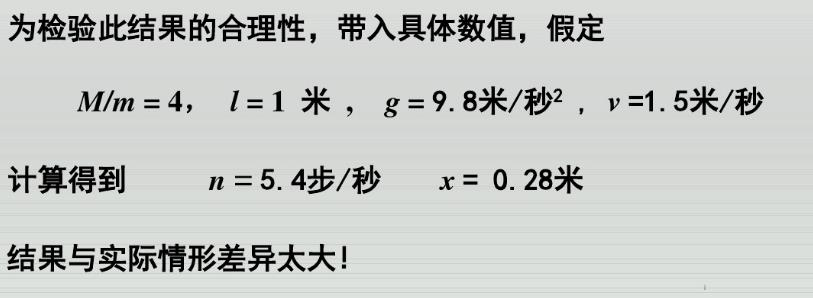 为检验此结果的合理性，带入具体数值，假定
M/m = 4， l = 1 米 ， g = 9.8米/秒² ， v =1.5米/秒
计算得到 n = 5.4步/秒 x = 0.28米
结果与实际情形差异太大！